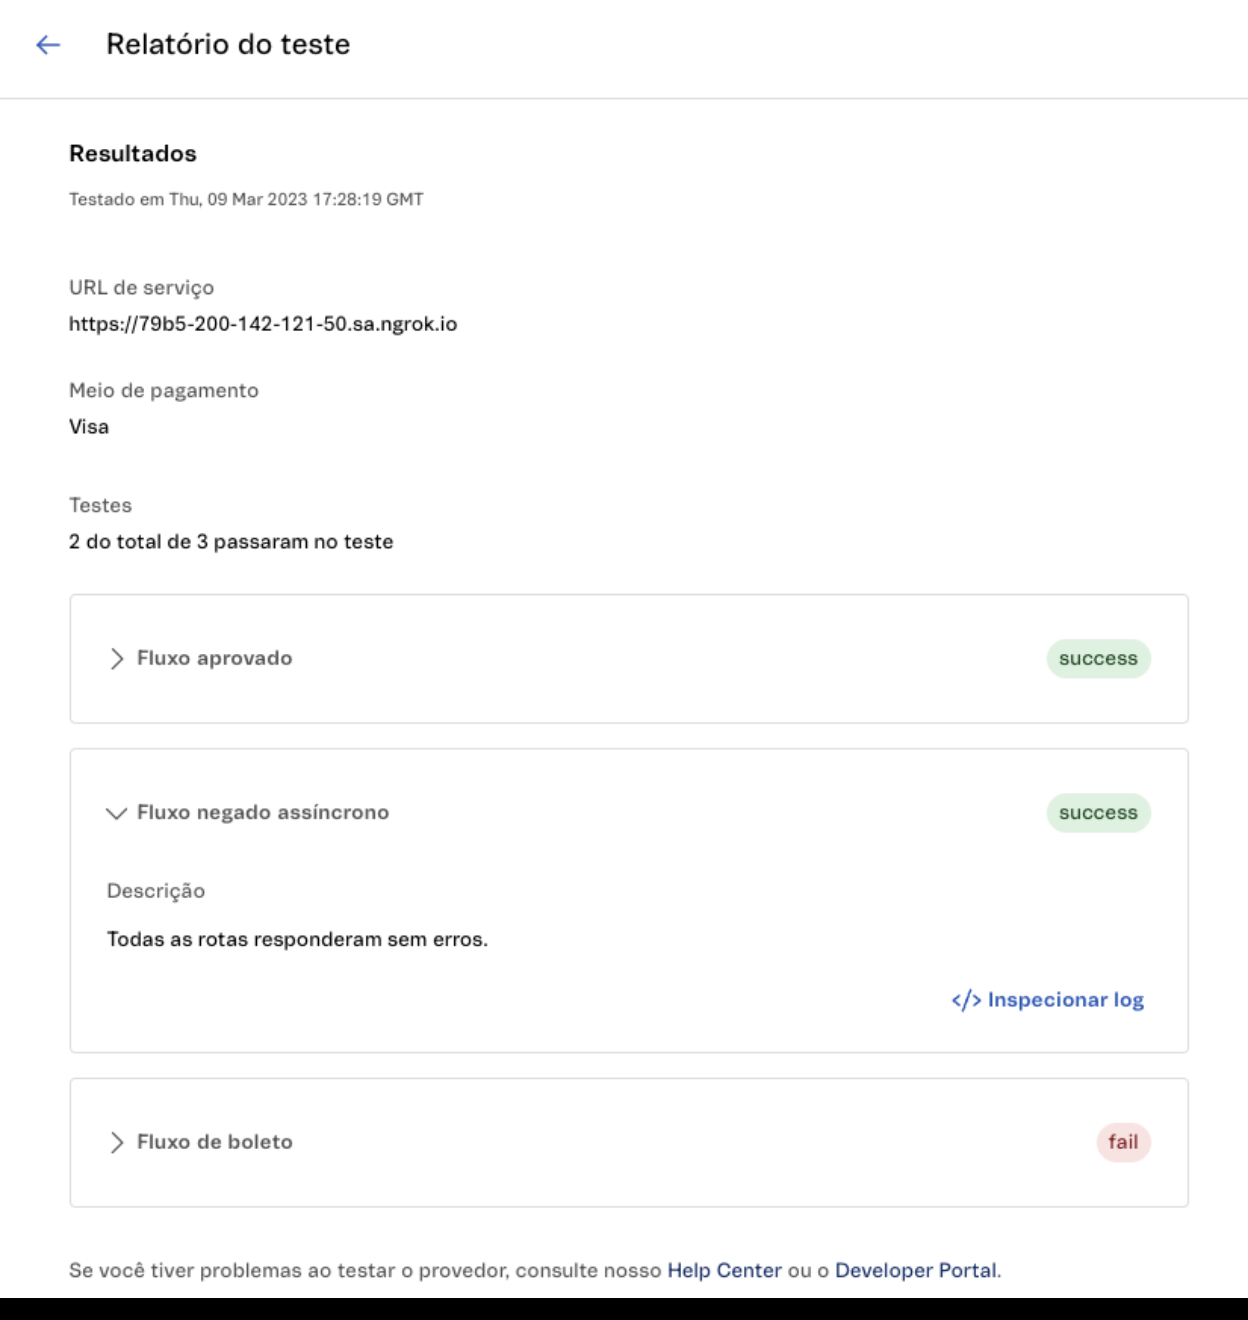 Relatório do teste
Resultados
Testado em Thu, 09 Mar 2023 17:28:19 GMT
URL de serviço
https://79b5-200-142-121-50.sa.ngrok.io
Meio de pagamento
Visa
Testes
2 do total de 3 passaram no teste
Fluxo aprovado success
Fluxo negado assíncrono success
Descrição
Todas as rotas responderam sem erros.
</> Inspecionar log
Fluxo de boleto fail
Se você tiver problemas ao testar o provedor, consulte nosso Help Center ou o Developer Portal.